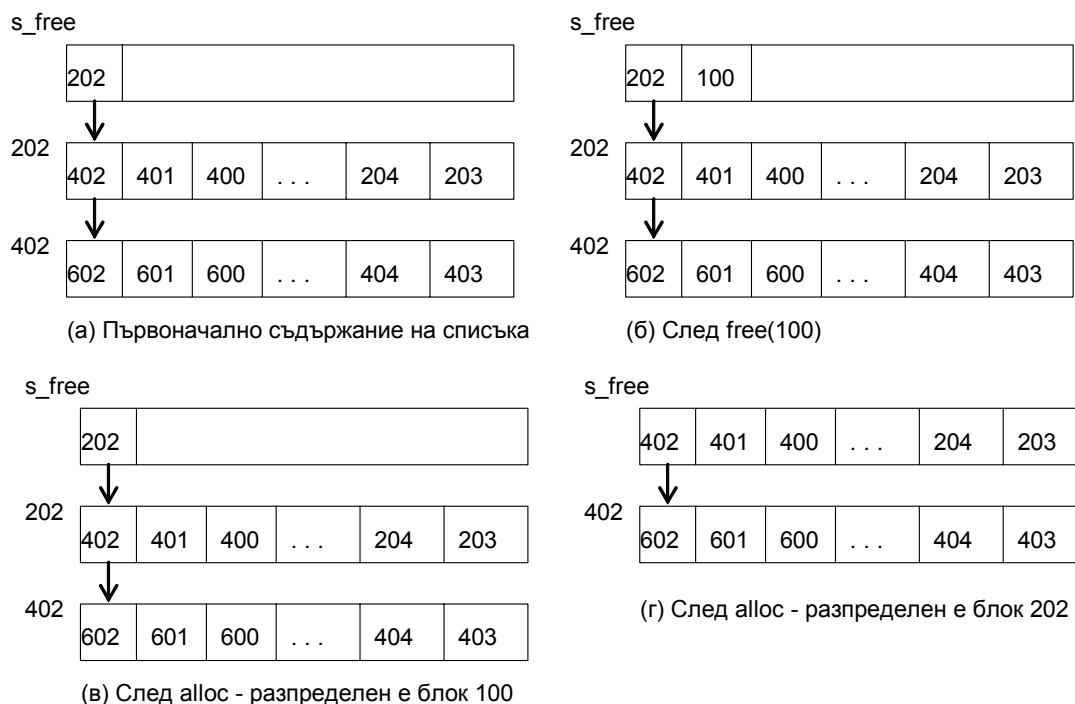 s_free
202
202
402 401 400 . . . 204 203
402
602 601 600 . . . 404 403
(а) Първоначално съдържание на списъка
s_free
202 100
202
402 401 400 . . . 204 203
402
602 601 600 . . . 404 403
(б) След free(100)
s_free
202
202
402 401 400 . . . 204 203
402
602 601 600 . . . 404 403
(в) След alloc - разпределен е блок 100
s_free
402 401 400 . . . 204 203
402
602 601 600 . . . 404 403
(г) След alloc - разпределен е блок 202